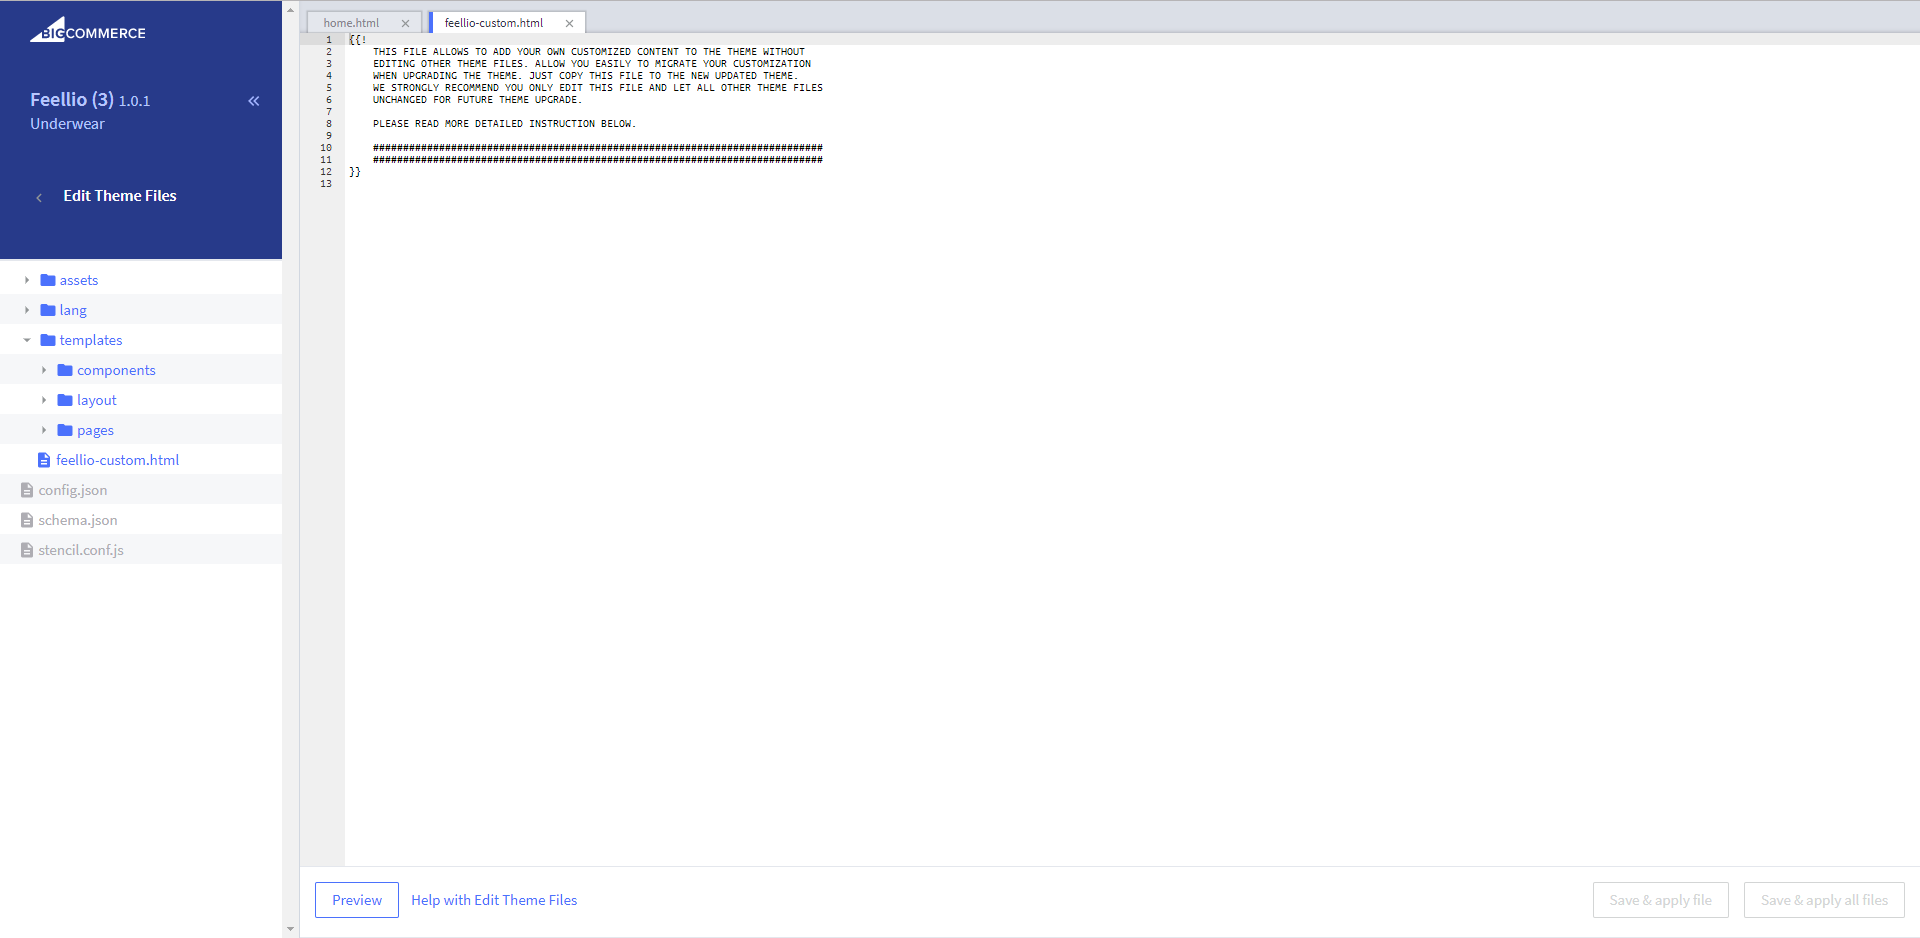 BIGCOMMERCE
Feellio (3) 1.0.1
Underwear
Edit Theme Files
assets
lang
templates
components
layout
pages
feellio-custom.html
config.json
schema.json
stencil.conf.js
home.html
feellio-custom.html
1 {{!
2 THIS FILE ALLOWS TO ADD YOUR OWN CUSTOMIZED CONTENT TO THE THEME WITHOUT
3 EDITING OTHER THEME FILES. ALLOW YOU EASILY TO MIGRATE YOUR CUSTOMIZATION
4 WHEN UPGRADING THE THEME. JUST COPY THIS FILE TO THE NEW UPDATED THEME.
5 WE STRONGLY RECOMMEND YOU ONLY EDIT THIS FILE AND LET ALL OTHER THEME FILES
6 UNCHANGED FOR FUTURE THEME UPGRADE.
7
8 PLEASE READ MORE DETAILED INSTRUCTION BELOW.
9
10 ###########################################################################
11 ###########################################################################
12 }}
13
Preview
Help with Edit Theme Files
Save & apply file
Save & apply all files